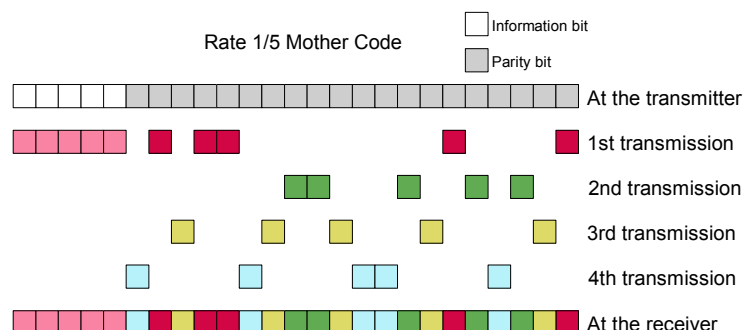 Information bit
Rate 1/5 Mother Code
Parity bit
At the transmitter
1st transmission
2nd transmission
3rd transmission
4th transmission
At the receiver